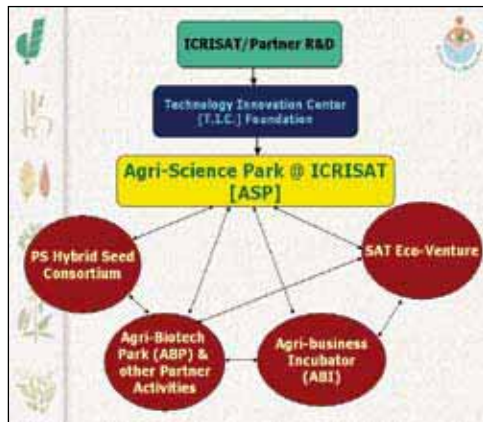 ICRISAT/Partner R&D
Technology Innovation Center
[T.I.C.] Foundation
Agri-Science Park @ ICRISAT
[ASP]
PS Hybrid Seed
Consortium
SAT Eco-Venture
Agri-Biotech
Park (ABP) &
other Partner
Activities
Agri-business
Incubator
(ABI)